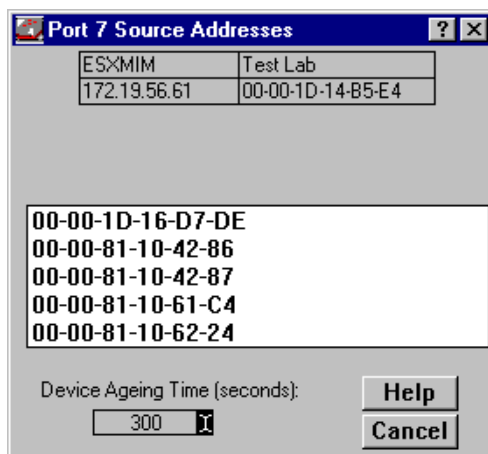 Port 7 Source Addresses
ESXMIM Test Lab
172.19.56.61 00-00-1D-14-B5-E4
00-00-1D-16-D7-DE
00-00-81-10-42-86
00-00-81-10-42-87
00-00-81-10-61-C4
00-00-81-10-62-24
Device Ageing Time (seconds):
300
Help
Cancel